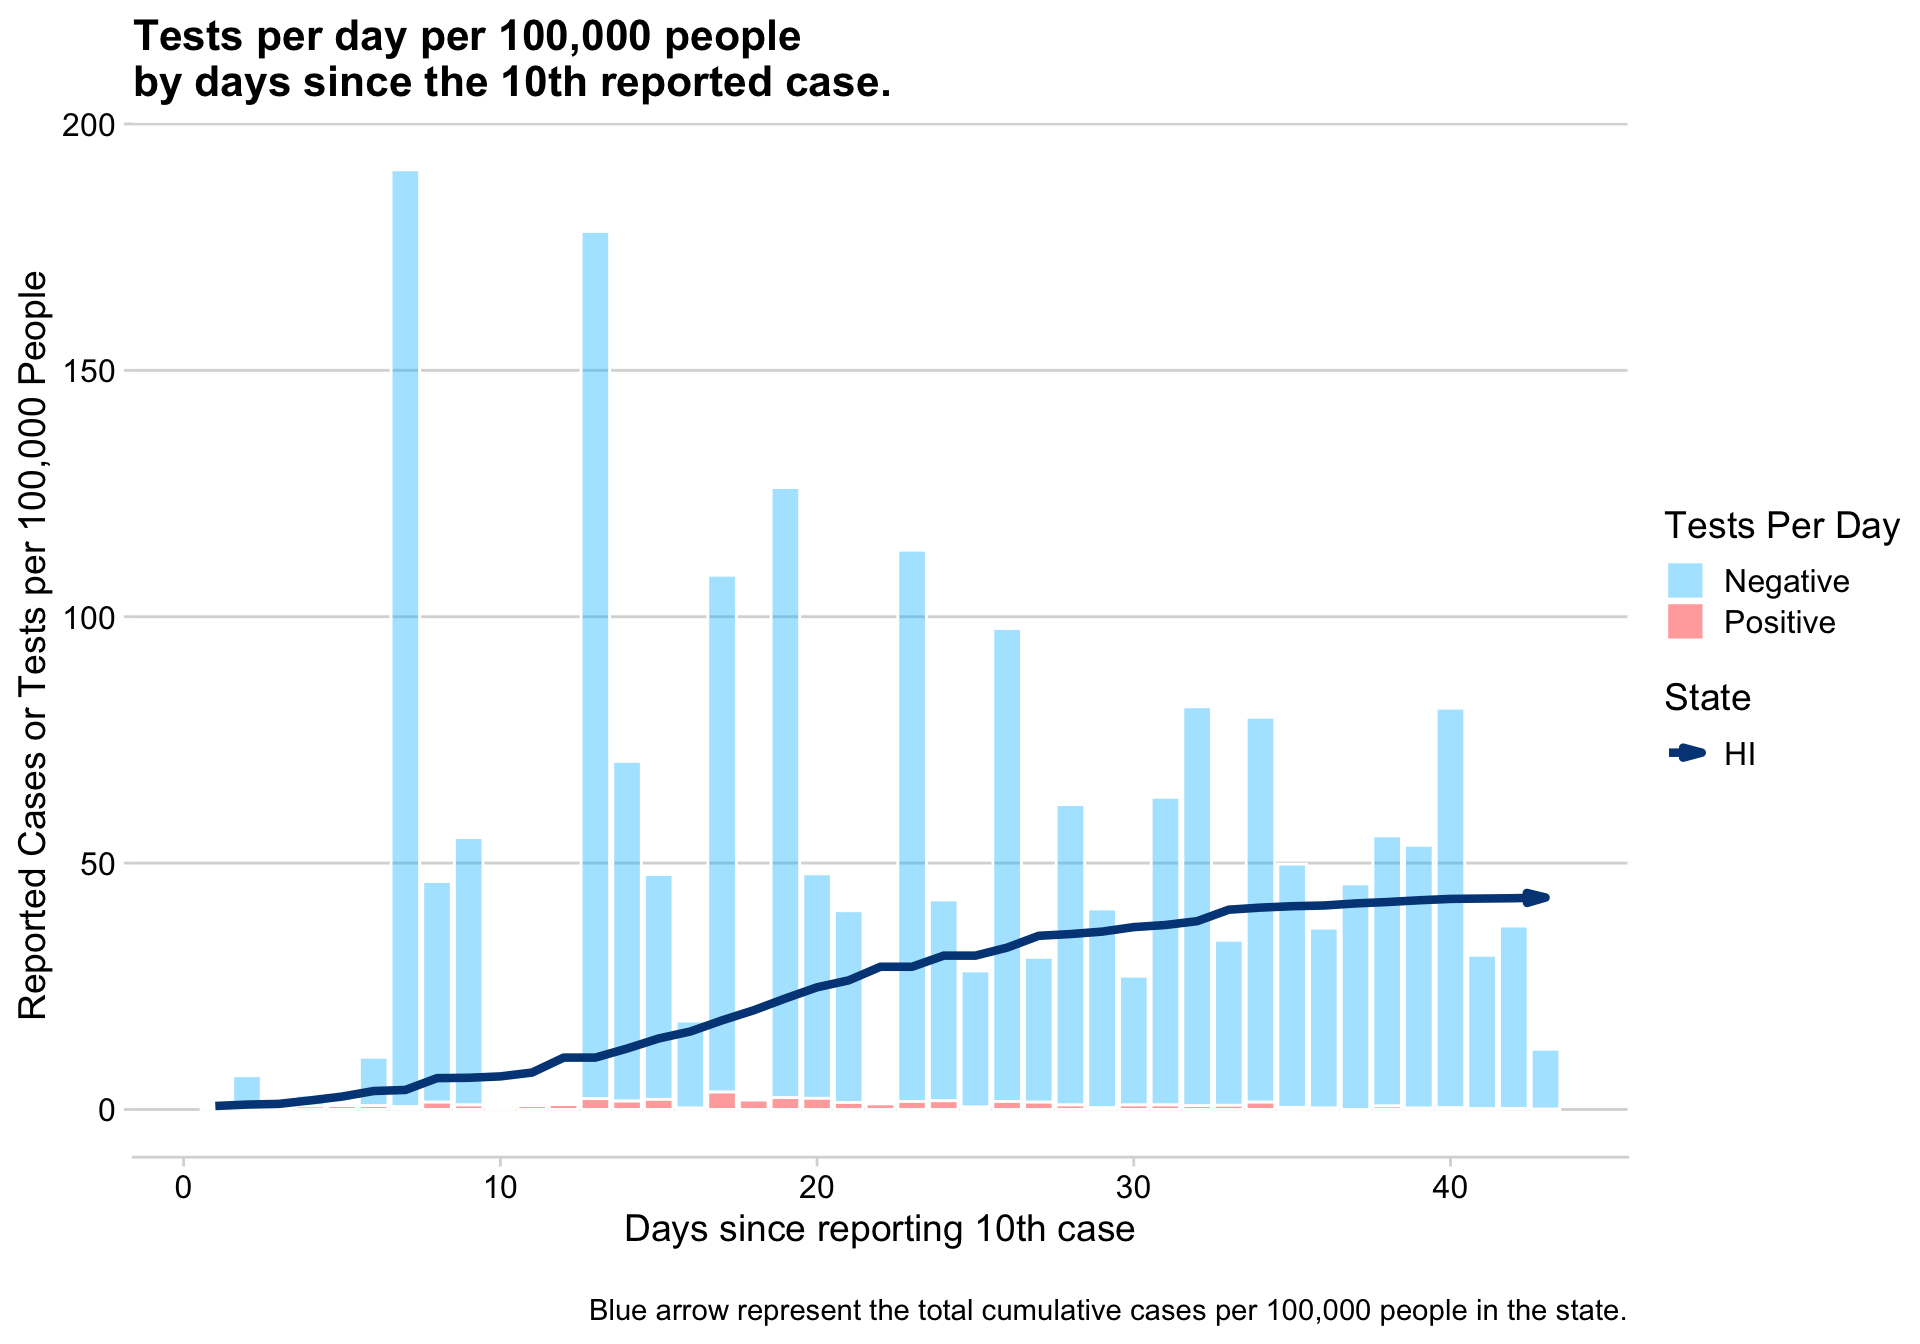 Tests per day per 100,000 people
by days since the 10th reported case.
Reported Cases or Tests per 100,000 People
200
150
100
50
0
0
10
20
30
40
Days since reporting 10th case
Tests Per Day
Negative
Positive
State
HI
Blue arrow represent the total cumulative cases per 100,000 people in the state.